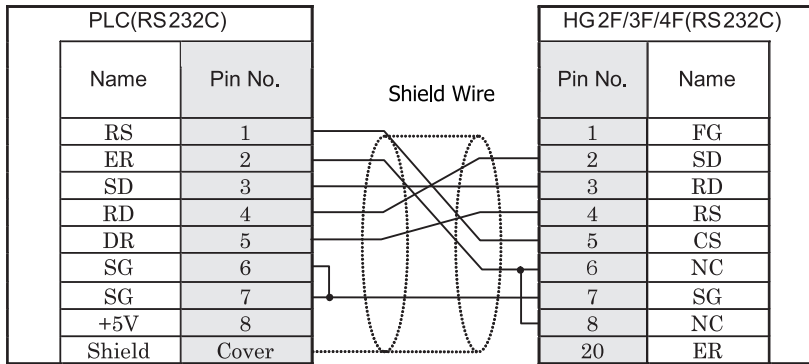 PLC(RS232C) HG2F/3F/4F(RS232C)
Name Pin No. Shield Wire Pin No. Name
RS 1 1 FG
ER 2 2 SD
SD 3 3 RD
RD 4 4 RS
DR 5 5 CS
SG 6 6 NC
SG 7 7 SG
+5V 8 8 NC
Shield Cover 20 ER